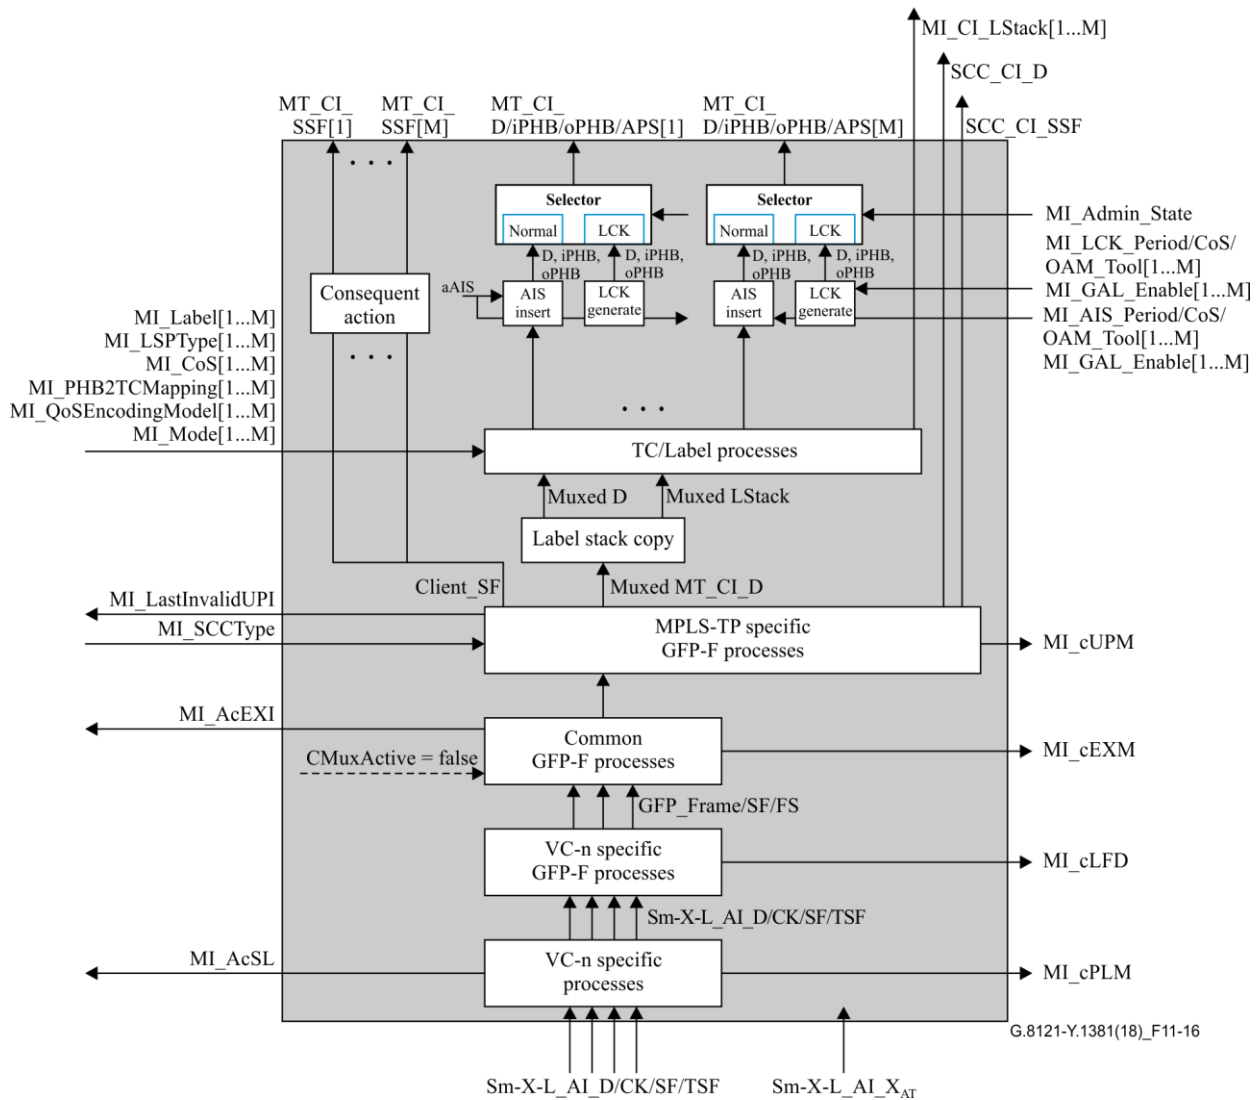 MI_CI_LStack[1...M]
SCC_CI_D
SCC_CI_SSF
MT_CI_
SSF[1]
MT_CI_
SSF[M]
MT_CI_
D/iPHB/oPHB/APS[1]
MT_CI_
D/iPHB/oPHB/APS[M]
. . .
Selector
Normal
LCK
Selector
Normal
LCK
D, iPHB,
oPHB
D, iPHB,
oPHB
D, iPHB,
oPHB
D, iPHB,
oPHB
MI_Admin_State
MI_LCK_Period/CoS/
OAM_Tool[1...M]
MI_GAL_Enable[1...M]
MI_AIS_Period/CoS/
OAM_Tool[1...M]
MI_GAL_Enable[1...M]
Consequent
action
aAIS
AIS
insert
LCK
generate
AIS
insert
LCK
generate
. . .
. . .
MI_Label[1...M]
MI_LSPType[1...M]
MI_CoS[1...M]
MI_PHB2TCMapping[1...M]
MI_QoSEncodingModel[1...M]
MI_Mode[1...M]
TC/Label processes
Muxed D
Muxed LStack
Label stack copy
Client_SF
Muxed MT_CI_D
MI_LastInvalidUPI
MI_SCCType
MPLS-TP specific
GFP-F processes
MI_cUPM
MI_AcEXI
CMuxActive = false
Common
GFP-F processes
MI_cEXM
GFP_Frame/SF/FS
VC-n specific
GFP-F processes
MI_cLFD
Sm-X-L_AI_D/CK/SF/TSF
MI_AcSL
VC-n specific
processes
MI_cPLM
G.8121-Y.1381(18)_F11-16
Sm-X-L_AI_D/CK/SF/TSF
Sm-X-L_AI_X_AT